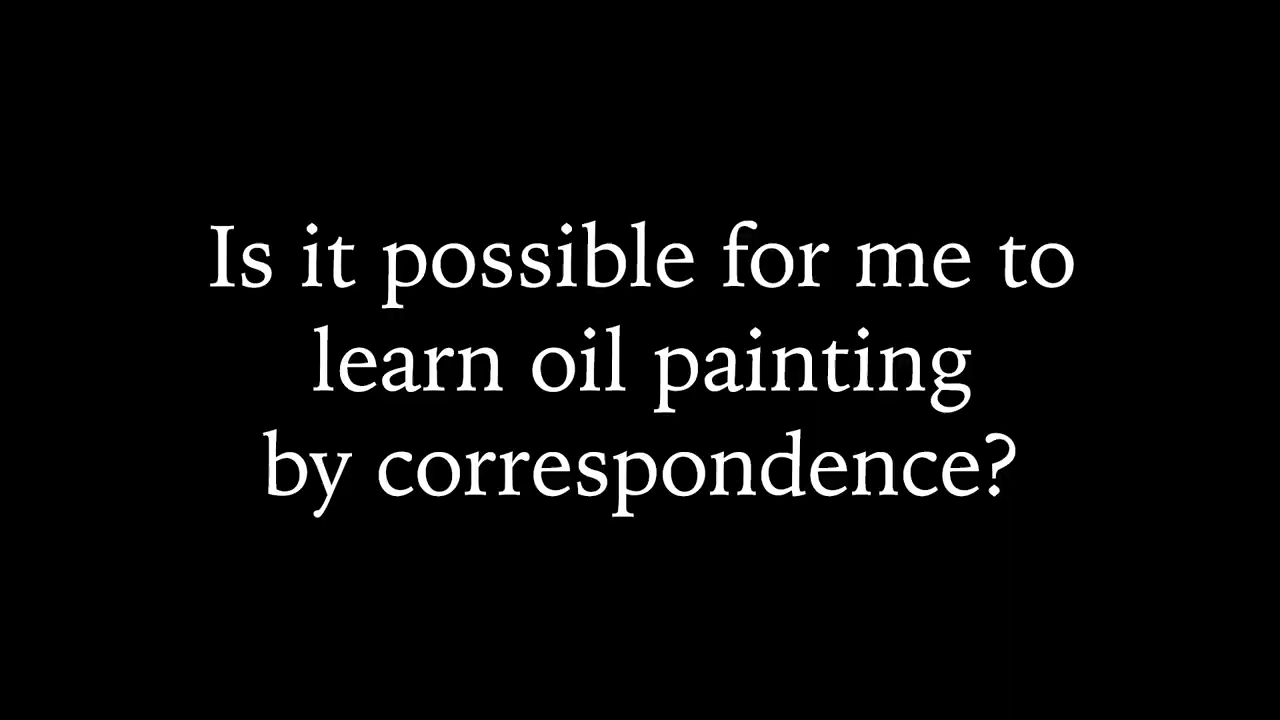 Is it possible for me to
learn oil painting
by correspondence?